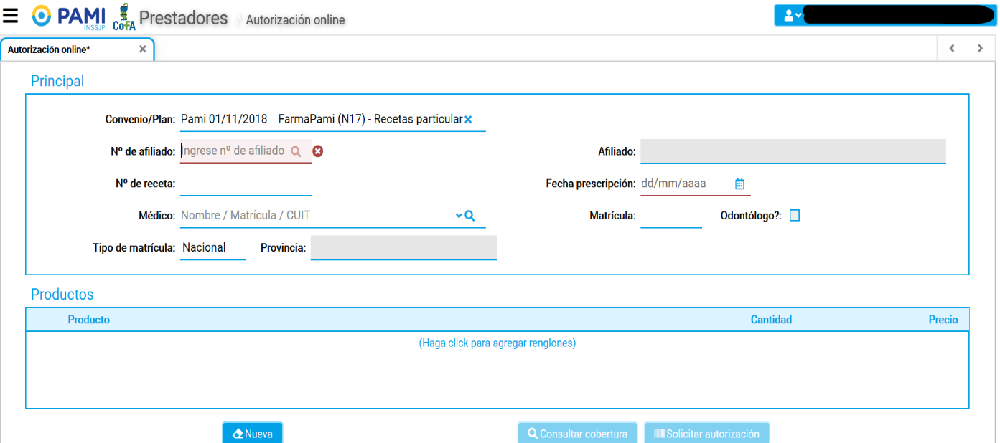 PAMI INSSJP CoFA Prestadores / Autorización online
Autorización online*
Principal
Convenio/Plan: Pami 01/11/2018 FarmaPami (N17) - Recetas particular
Nº de afiliado: Ingrese nº de afiliado Afiliado:
Nº de receta: Fecha prescripción: dd/mm/aaaa
Médico: Nombre / Matrícula / CUIT Matrícula: Odontólogo?:
Tipo de matrícula: Nacional Provincia:
Productos
Producto Cantidad Precio
(Haga click para agregar renglones)
Nueva Consultar cobertura Solicitar autorización